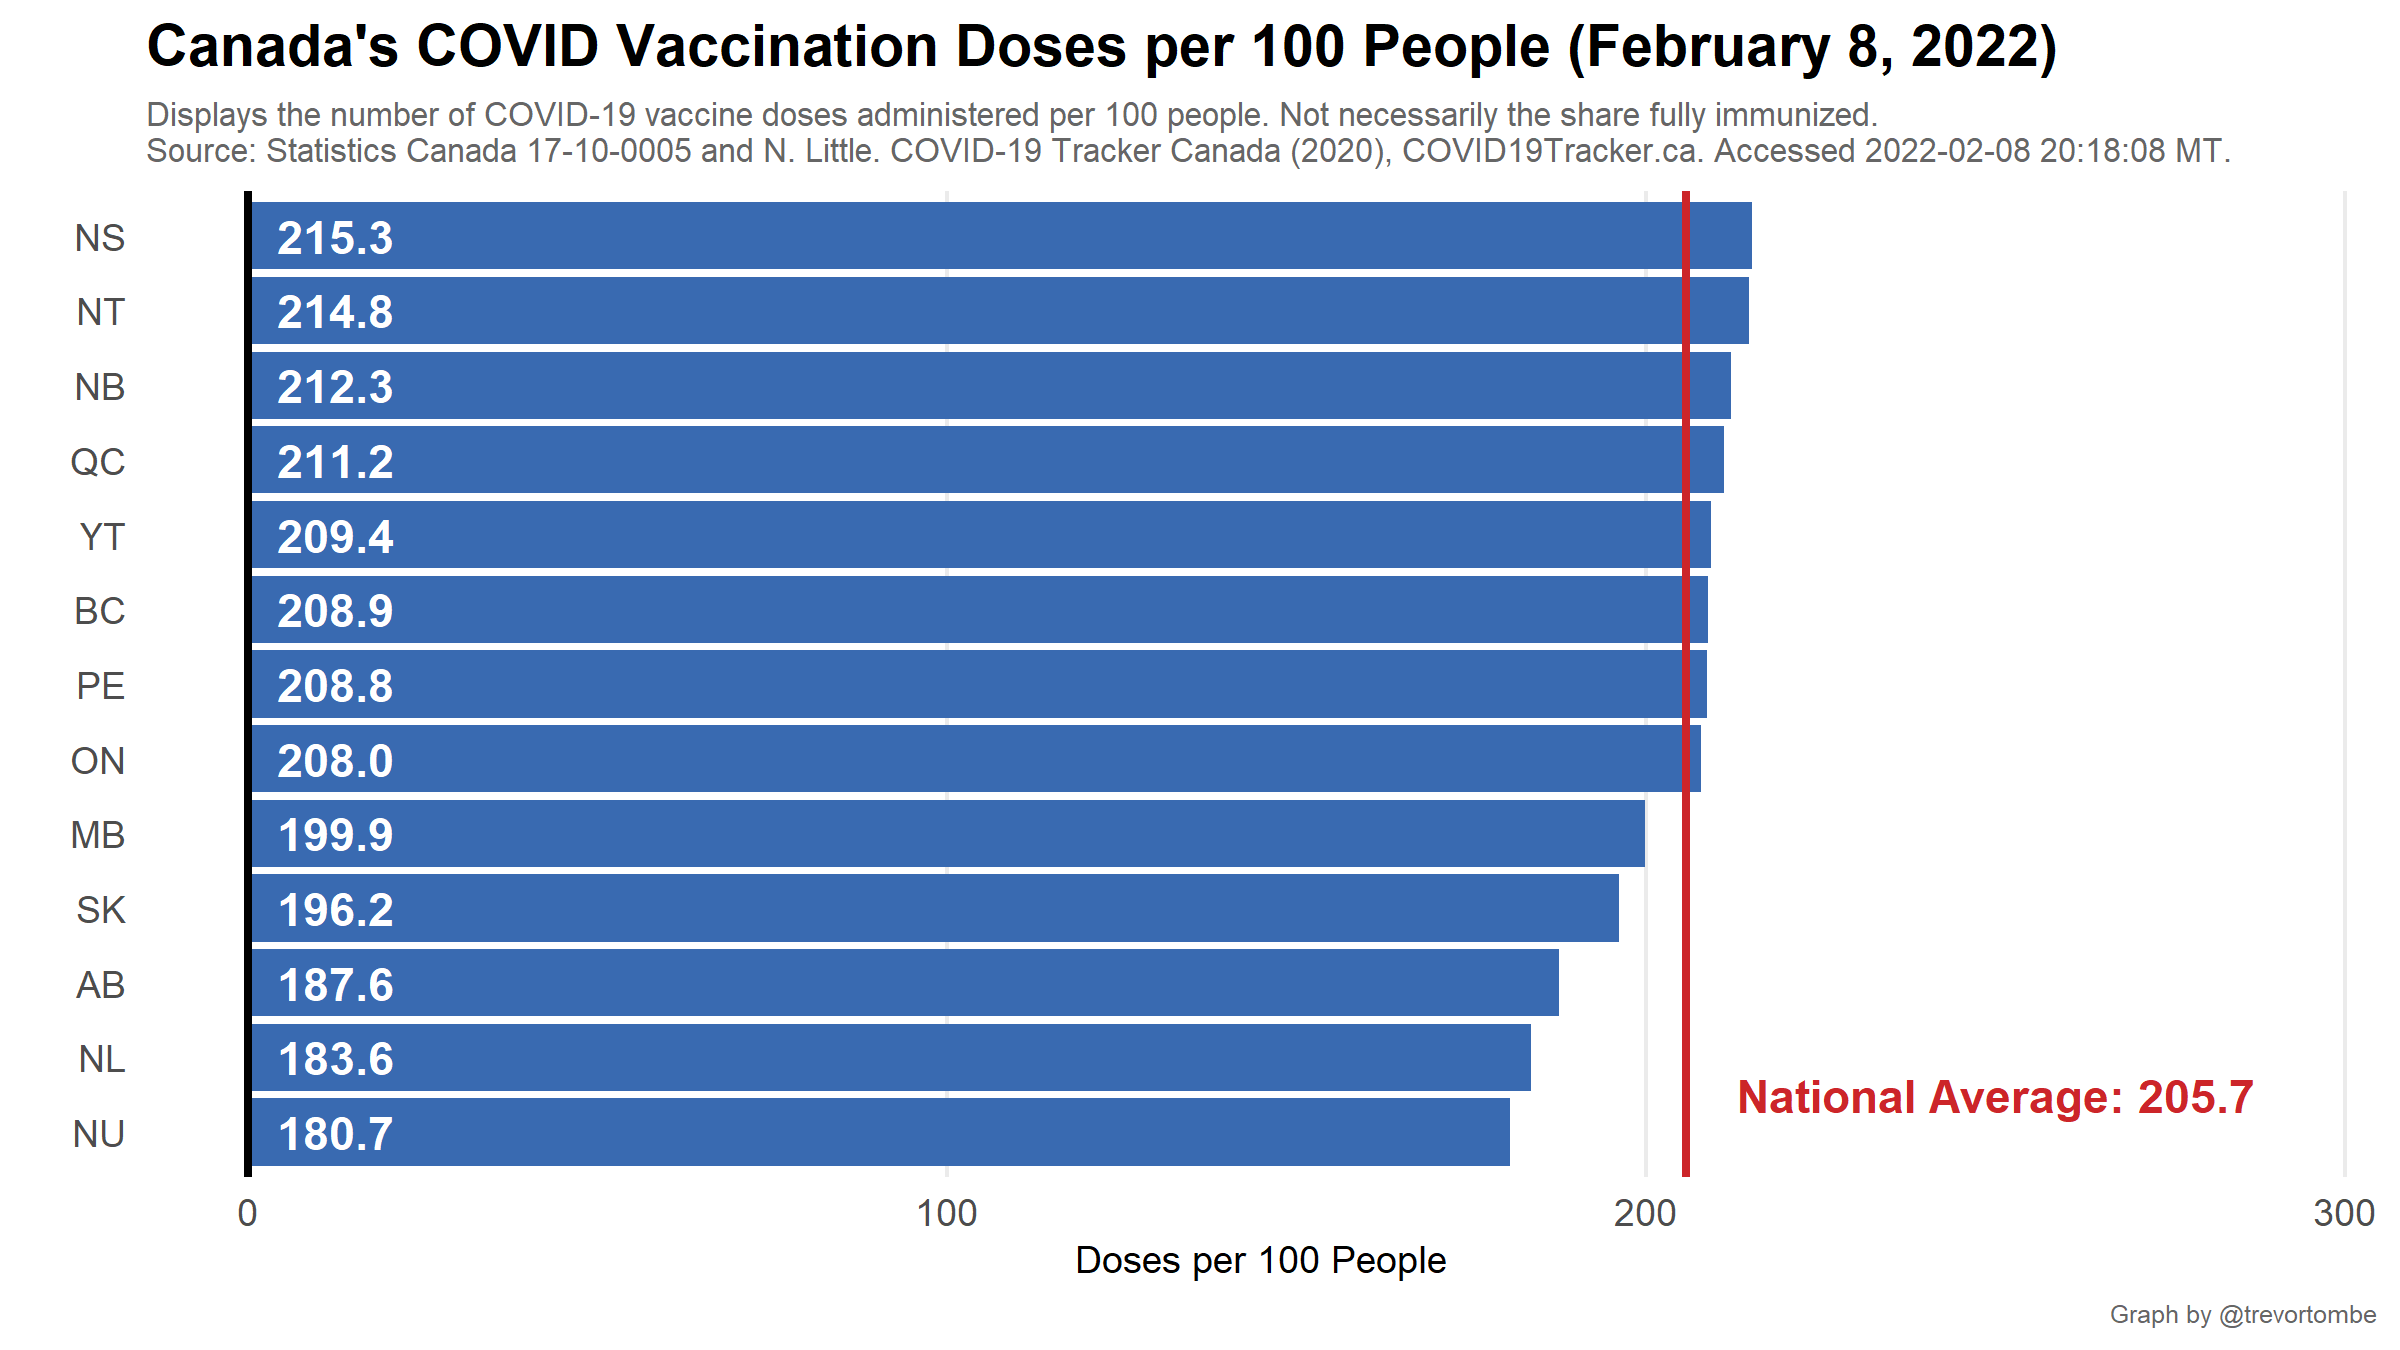 Canada's COVID Vaccination Doses per 100 People (February 8, 2022)
Displays the number of COVID-19 vaccine doses administered per 100 people. Not necessarily the share fully immunized.
Source: Statistics Canada 17-10-0005 and N. Little. COVID-19 Tracker Canada (2020), COVID19Tracker.ca. Accessed 2022-02-08 20:18:08 MT.
NS 215.3
NT 214.8
NB 212.3
QC 211.2
YT 209.4
BC 208.9
PE 208.8
ON 208.0
MB 199.9
SK 196.2
AB 187.6
NL 183.6
National Average: 205.7
NU 180.7
0 100 200 300
Doses per 100 People
Graph by @trevortombe